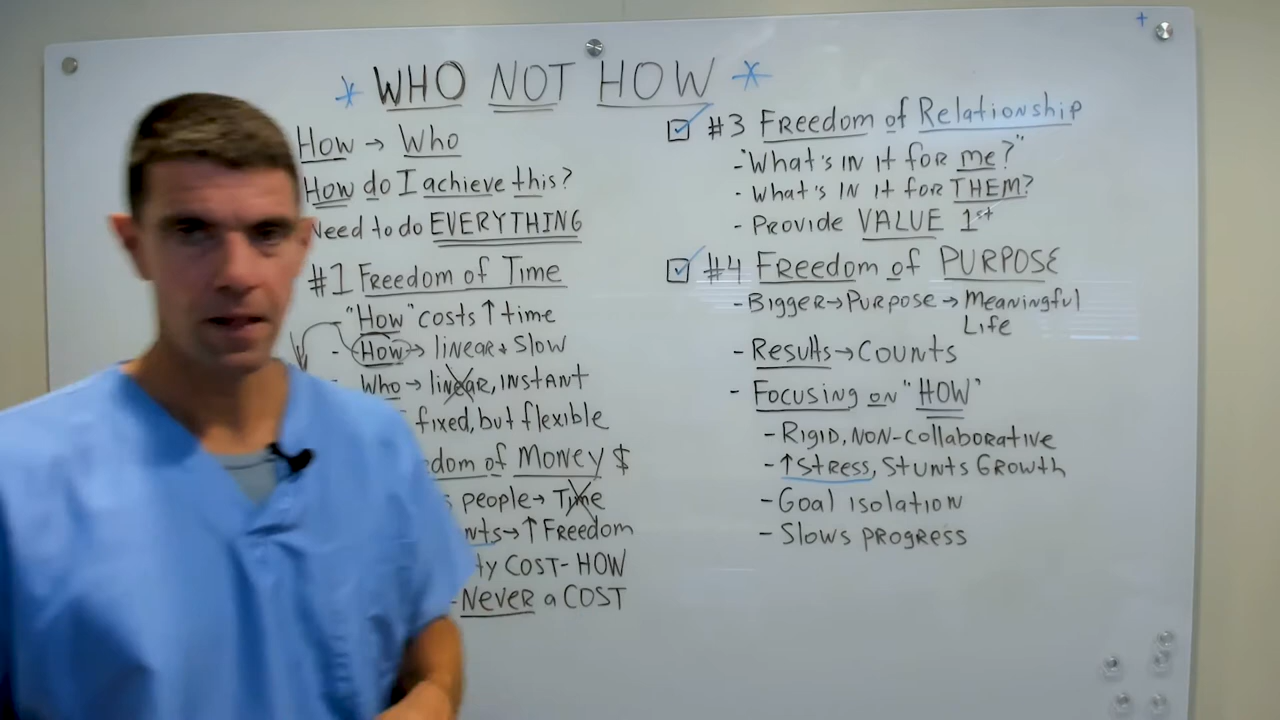 * WHO NOT HOW *
How → Who
How do I achieve this?
Need to do EVERYTHING
#1 Freedom of Time
"How" costs ↑ time
- How → linear + Slow
Who → linear, INSTANT
fixed, but flexible
of Money $
people → Time
→ ↑ Freedom
COST - HOW
- NEVER a COST
#3 Freedom of Relationship
- "What's IN it for me?"
- What's IN it for THEM?
- Provide VALUE 1st
#4 Freedom of PURPOSE
- Bigger → Purpose → Meaningful
Life
- Results → COUNTS
- Focusing on "HOW"
- Rigid, NON-Collaborative
- ↑ Stress, Stunts Growth
- Goal isolation
- Slows progress